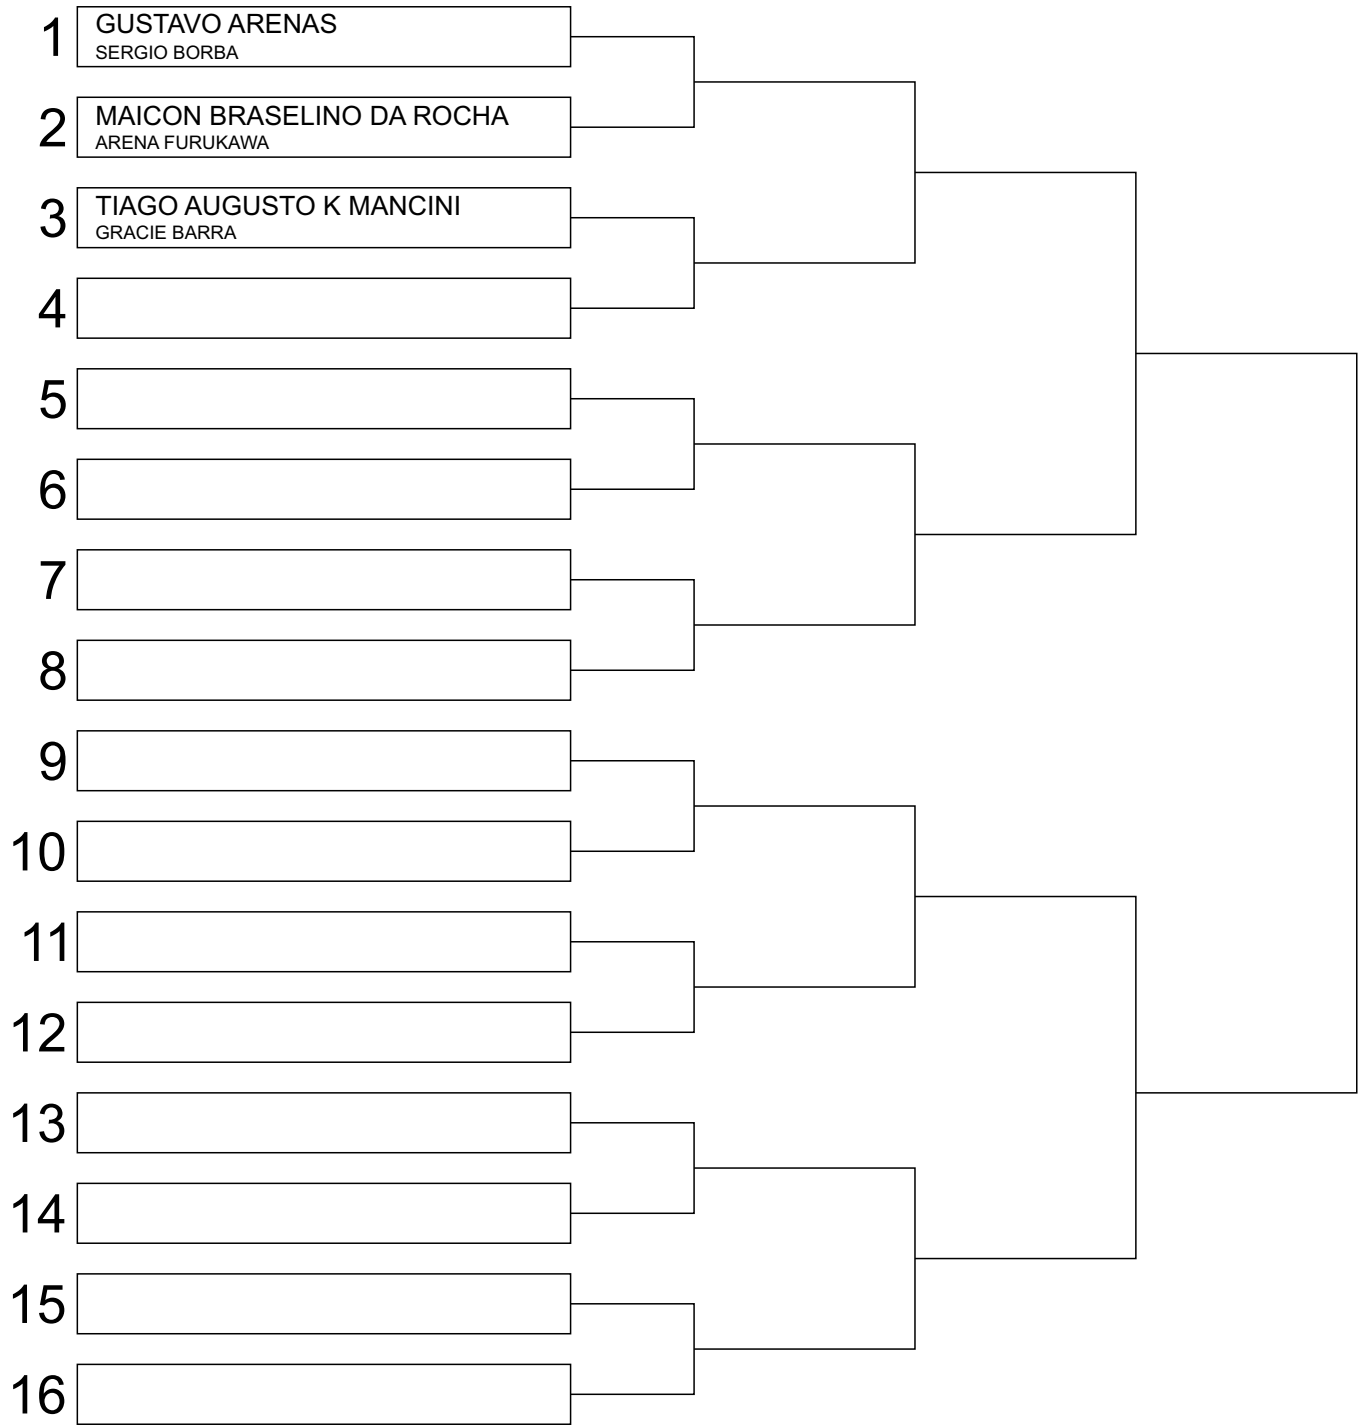 1
GUSTAVO ARENAS
SERGIO BORBA
2
MAICON BRASELINO DA ROCHA
ARENA FURUKAWA
3
TIAGO AUGUSTO K MANCINI
GRACIE BARRA
4
5
6
7
8
9
10
11
12
13
14
15
16